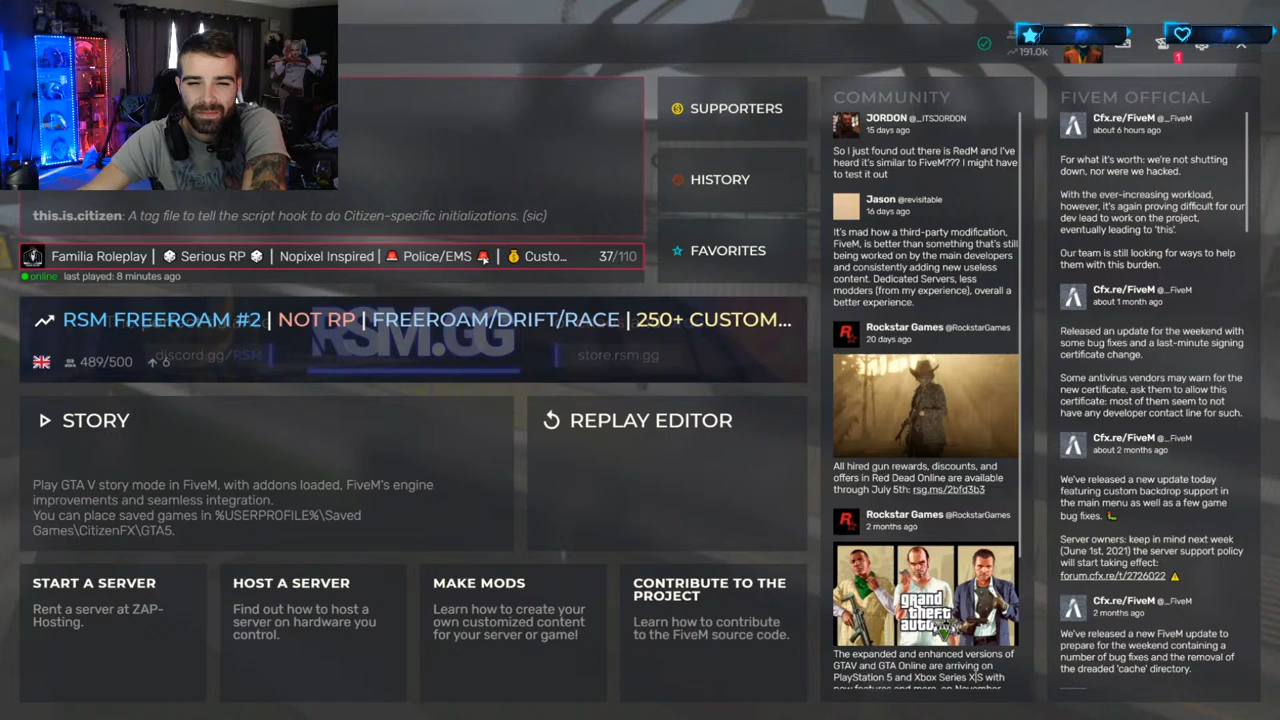 191.0k
1
this.is.citizen: A tag file to tell the script hook to do Citizen-specific initializations. (sic)
Familia Roleplay | Serious RP | Nopixel Inspired | Police/EMS | Custo...
37/110
online last played: 8 minutes ago
RSM FREEROAM #2 | NOT RP | FREEROAM/DRIFT/RACE | 250+ CUSTOM...
discord.gg/RSM
RSM.GG
store.rsm.gg
489/500
6
STORY
Play GTA V story mode in FiveM, with addons loaded, FiveM's engine
improvements and seamless integration.
You can place saved games in %USERPROFILE%\Saved
Games\CitizenFX\GTA5.
REPLAY EDITOR
START A SERVER
Rent a server at ZAP-
Hosting.
HOST A SERVER
Find out how to host a
server on hardware you
control.
MAKE MODS
Learn how to create your
own customized content
for your server or game!
CONTRIBUTE TO THE
PROJECT
Learn how to contribute
to the FiveM source code.
SUPPORTERS
HISTORY
FAVORITES
COMMUNITY
JORDON @_ITSJORDON
15 days ago
So I just found out there is RedM and I've
heard it's similar to FiveM??? I might have
to test it out
Jason @revisitable
16 days ago
It's mad how a third-party modification,
FiveM, is better than something that's still
being worked on by the main developers
and consistently adding new useless
content. Dedicated Servers, less
modders (from my experience), overall a
better experience.
Rockstar Games @RockstarGames
20 days ago
All hired gun rewards, discounts, and
offers in Red Dead Online are available
through July 5th: rsg.ms/2bfd3b3
Rockstar Games @RockstarGames
2 months ago
grand
theft
auto
The expanded and enhanced versions of
GTAV and GTA Online are arriving on
PlayStation 5 and Xbox Series X|S with
new features and more, on November
FIVEM OFFICIAL
Cfx.re/FiveM @_FiveM
about 6 hours ago
For what it's worth: we're not shutting
down, nor were we hacked.
With the ever-increasing workload,
however, it's again proving difficult for our
dev lead to work on the project,
eventually leading to 'this'.
Our team is still looking for ways to help
them with this burden.
Cfx.re/FiveM @_FiveM
about 1 month ago
Released an update for the weekend with
some bug fixes and a last-minute signing
certificate change.
Some antivirus vendors may warn for the
new certificate, ask them to allow this
certificate: most of them seem to not
have any developer contact line for such.
Cfx.re/FiveM @_FiveM
about 2 months ago
We've released a new update today
featuring custom backdrop support in
the main menu as well as a few game
bug fixes.
Server owners: keep in mind next week
(June 1st, 2021) the server support policy
will start taking effect:
forum.cfx.re/t/2726022
Cfx.re/FiveM @_FiveM
2 months ago
We've released a new FiveM update to
prepare for the weekend containing a
number of bug fixes and the removal of
the dreaded 'cache' directory.